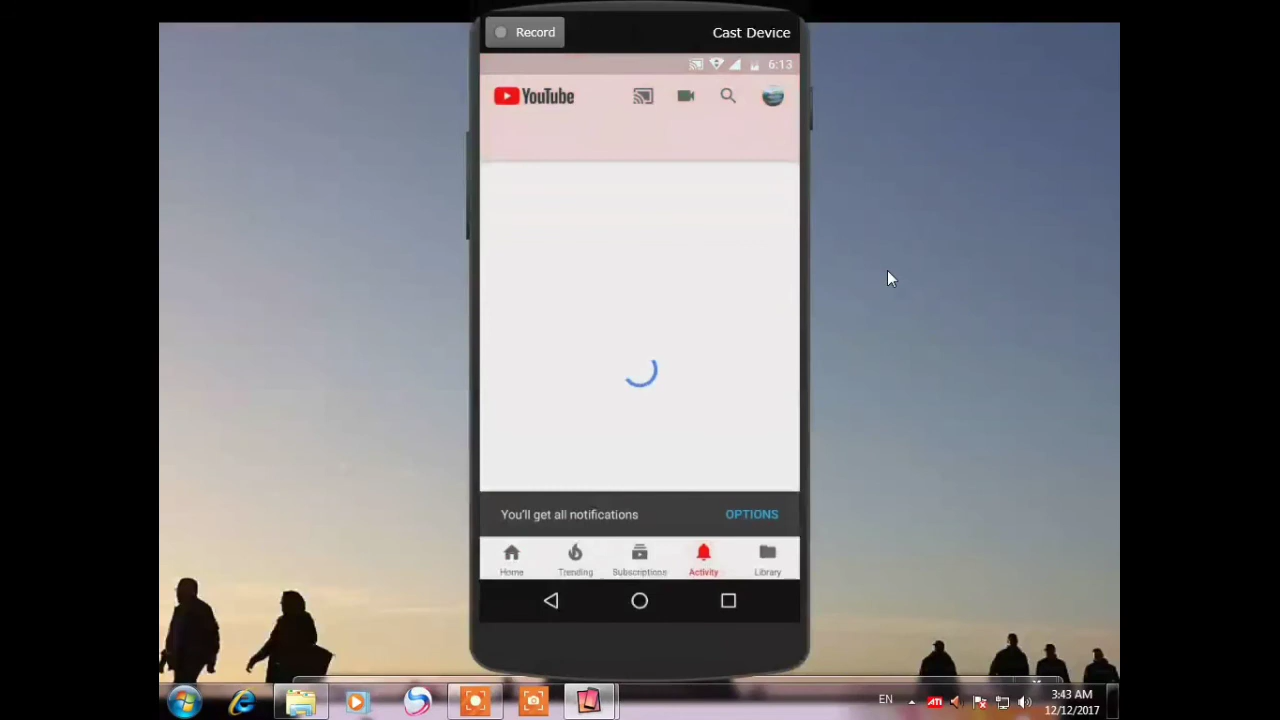 Record
Cast Device
6:13
YouTube
You'll get all notifications
OPTIONS
Home
Trending
Subscriptions
Activity
Library
EN
ATI
3:43 AM
12/12/2017